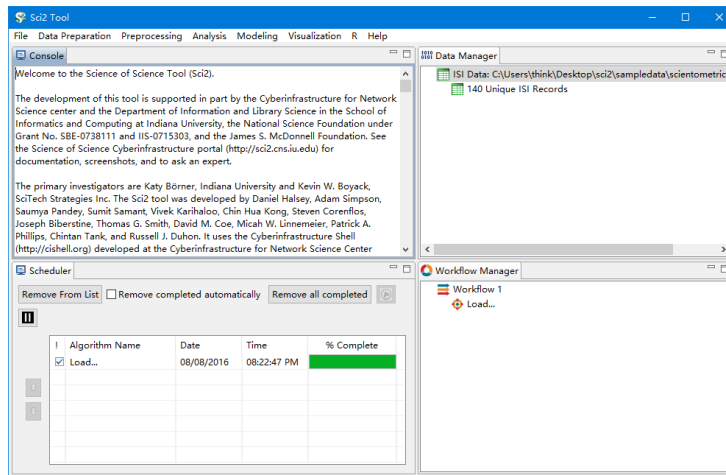 Sci2 Tool
File Data Preparation Preprocessing Analysis Modeling Visualization R Help
Console
Welcome to the Science of Science Tool (Sci2).
The development of this tool is supported in part by the Cyberinfrastructure for Network
Science center and the Department of Information and Library Science in the School of
Informatics and Computing at Indiana University, the National Science Foundation under
Grant No. SBE-0738111 and IIS-0715303, and the James S. McDonnell Foundation. See
the Science of Science Cyberinfrastructure portal (http://sci2.cns.iu.edu) for
documentation, screenshots, and to ask an expert.
The primary investigators are Katy Börner, Indiana University and Kevin W. Boyack,
SciTech Strategies Inc. The Sci2 tool was developed by Daniel Halsey, Adam Simpson,
Saumya Pandey, Sumit Samant, Vivek Karihaloo, Chin Hua Kong, Steven Corenflos,
Joseph Biberstine, Thomas G. Smith, David M. Coe, Micah W. Linnemeier, Patrick A.
Phillips, Chintan Tank, and Russell J. Duhon. It uses the Cyberinfrastructure Shell
(http://cishell.org) developed at the Cyberinfrastructure for Network Science Center
Data Manager
ISI Data: C:\Users\think\Desktop\sci2\sampledata\scientometric
140 Unique ISI Records
Scheduler
Remove From List Remove completed automatically Remove all completed
! Algorithm Name Date Time % Complete
Load... 08/08/2016 08:22:47 PM
Workflow Manager
Workflow 1
Load...